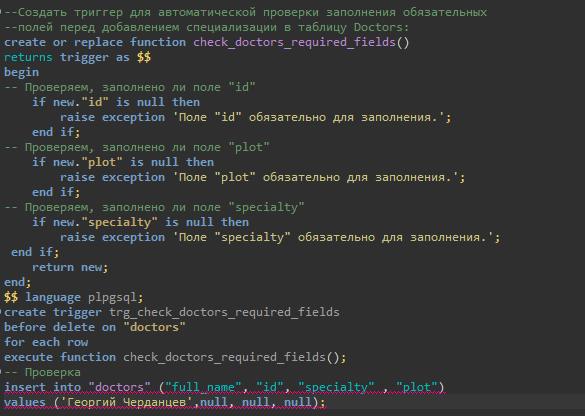 --Создать триггер для автоматической проверки заполнения обязательных
--полей перед добавлением специализации в таблицу Doctors:
create or replace function check_doctors_required_fields()
returns trigger as $$
begin
-- Проверяем, заполнено ли поле "id"
    if new."id" is null then
        raise exception 'Поле "id" обязательно для заполнения.';
    end if;
-- Проверяем, заполнено ли поле "plot"
    if new."plot" is null then
        raise exception 'Поле "plot" обязательно для заполнения.';
    end if;
-- Проверяем, заполнено ли поле "specialty"
    if new."specialty" is null then
        raise exception 'Поле "specialty" обязательно для заполнения.';
 end if;
    return new;
end;
$$ language plpgsql;
create trigger trg_check_doctors_required_fields
before delete on "doctors"
for each row
execute function check_doctors_required_fields();
-- Проверка
insert into "doctors" ("full_name", "id", "specialty" , "plot")
values ('Георгий Черданцев',null, null, null);